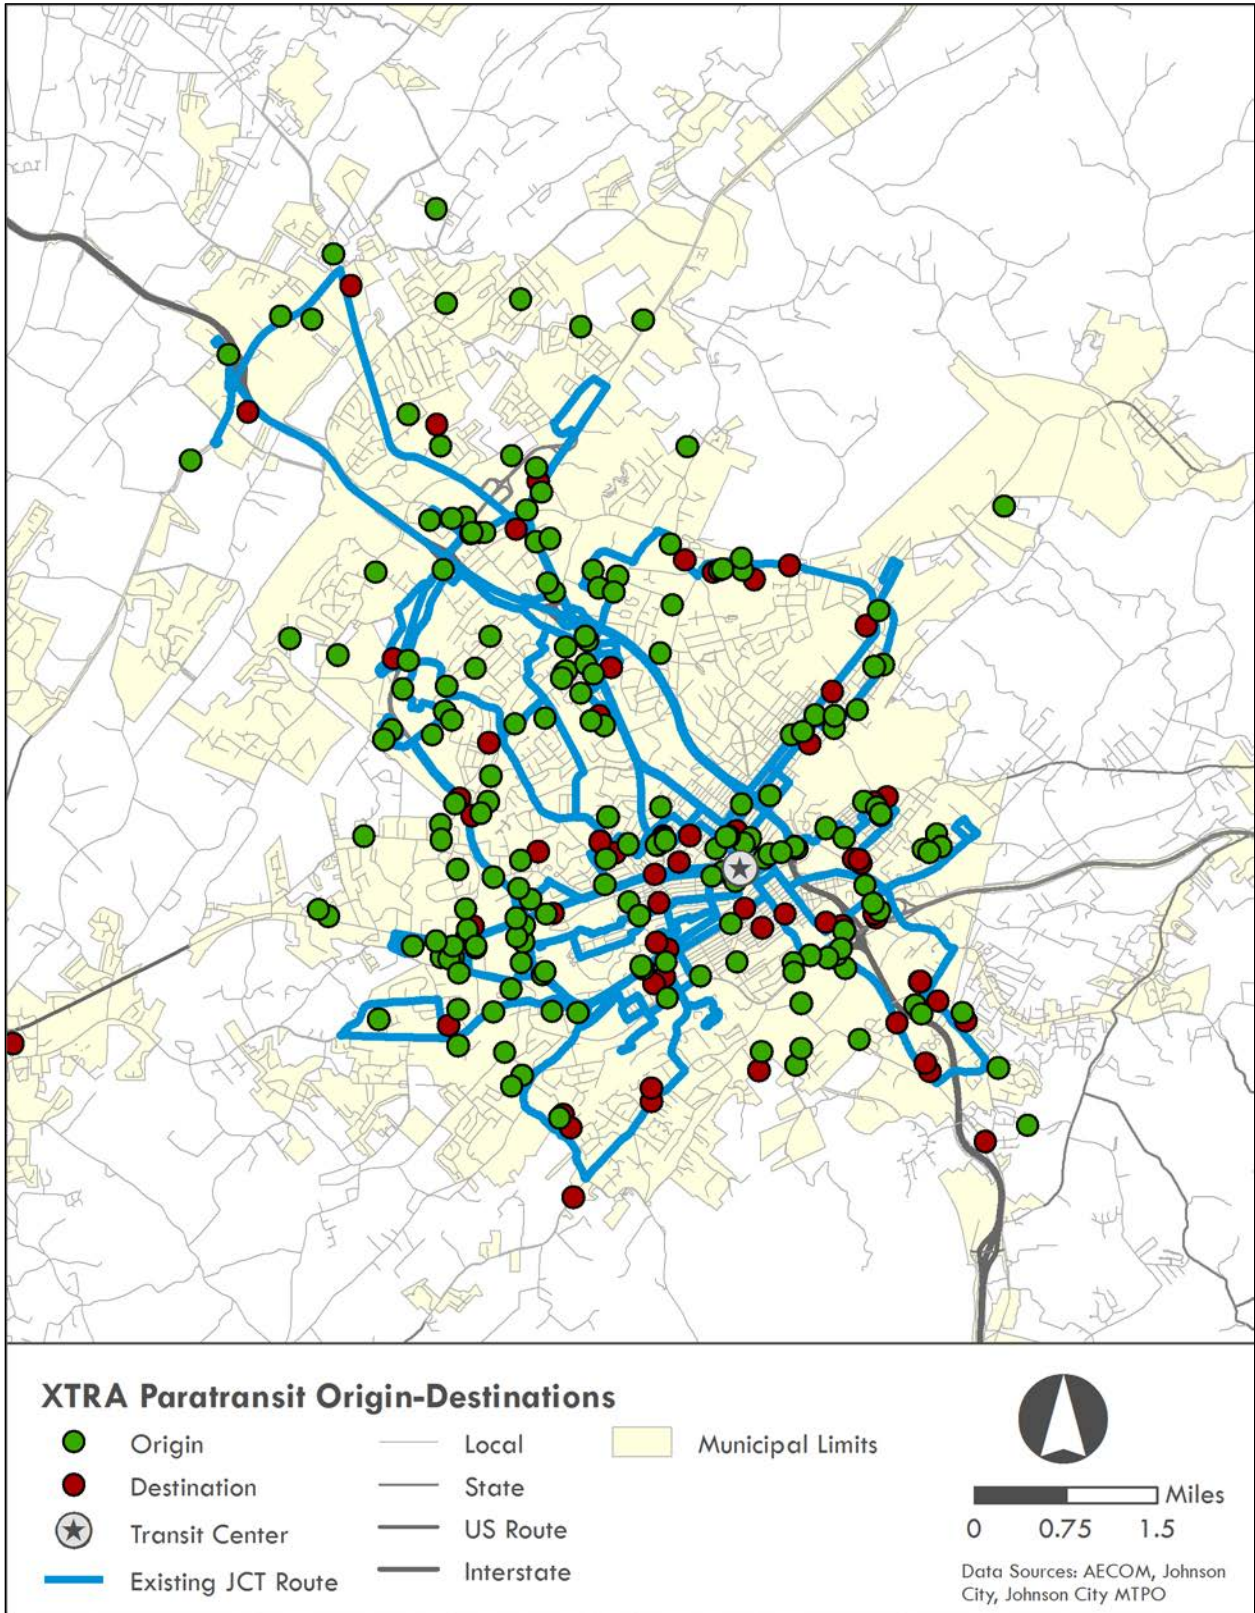 XTRA Paratransit Origin-Destinations
Origin
Destination
Transit Center
Existing JCT Route
Local
State
US Route
Interstate
Municipal Limits
Miles
0 0.75 1.5
Data Sources: AECOM, Johnson
City, Johnson City MTPO